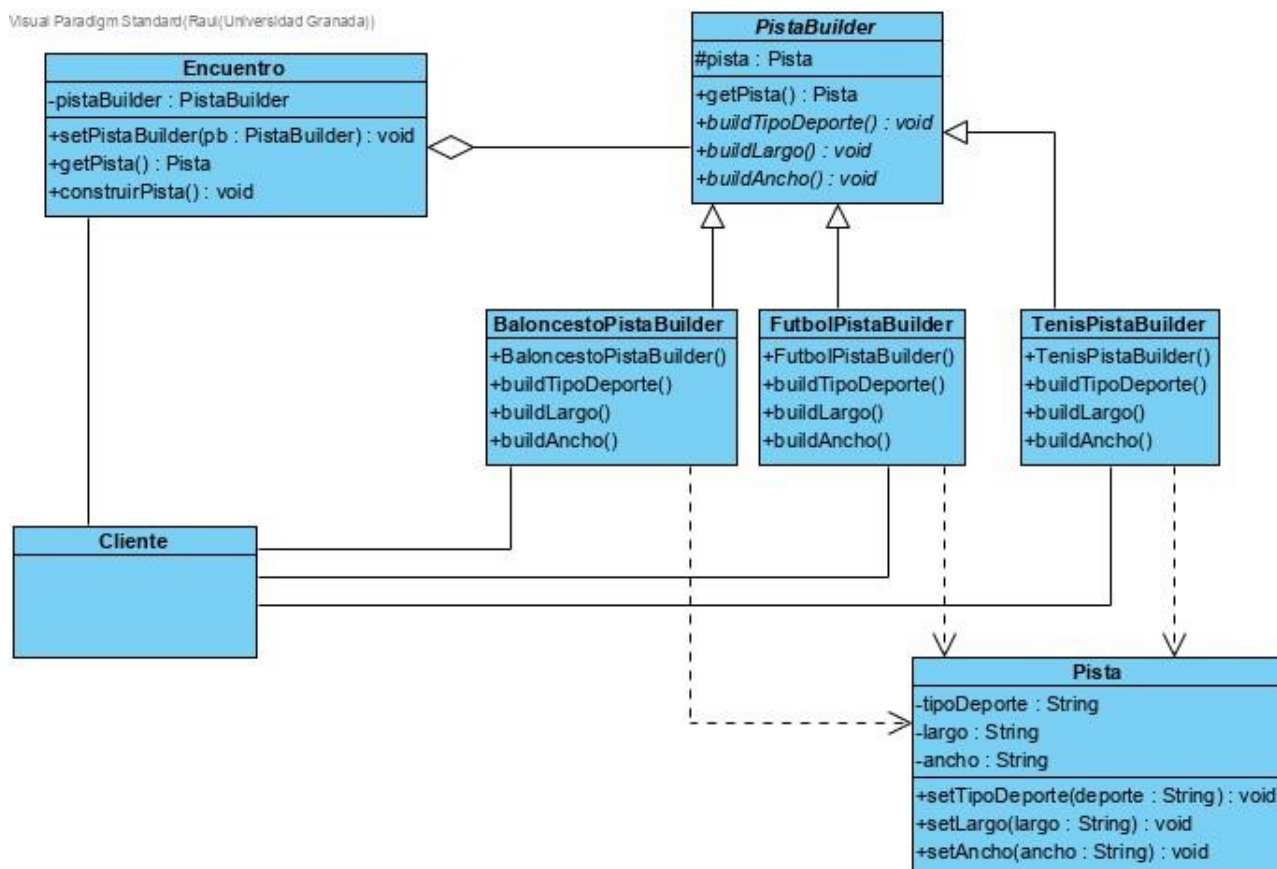 Visual Paradigm Standard(Raul(Universidad Granada))
Encuentro
-pistaBuilder : PistaBuilder
+setPistaBuilder(pb : PistaBuilder) : void
+getPista() : Pista
+construirPista() : void
PistaBuilder
#pista : Pista
+getPista() : Pista
+buildTipoDeporte() : void
+buildLargo() : void
+buildAncho() : void
BaloncestoPistaBuilder
+BaloncestoPistaBuilder()
+buildTipoDeporte()
+buildLargo()
+buildAncho()
FutbolPistaBuilder
+FutbolPistaBuilder()
+buildTipoDeporte()
+buildLargo()
+buildAncho()
TenisPistaBuilder
+TenisPistaBuilder()
+buildTipoDeporte()
+buildLargo()
+buildAncho()
Cliente
Pista
-tipoDeporte : String
-largo : String
-ancho : String
+setTipoDeporte(deporte : String) : void
+setLargo(largo : String) : void
+setAncho(ancho : String) : void